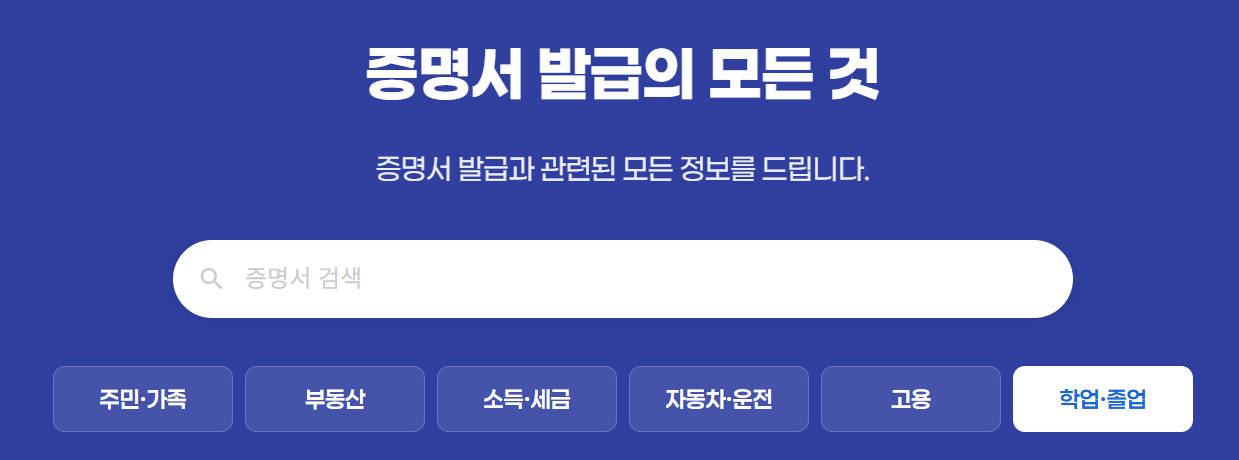 증명서 발급의 모든 것
증명서 발급과 관련된 모든 정보를 드립니다.
증명서 검색
주민·가족 부동산 소득·세금 자동차·운전 고용 학업·졸업